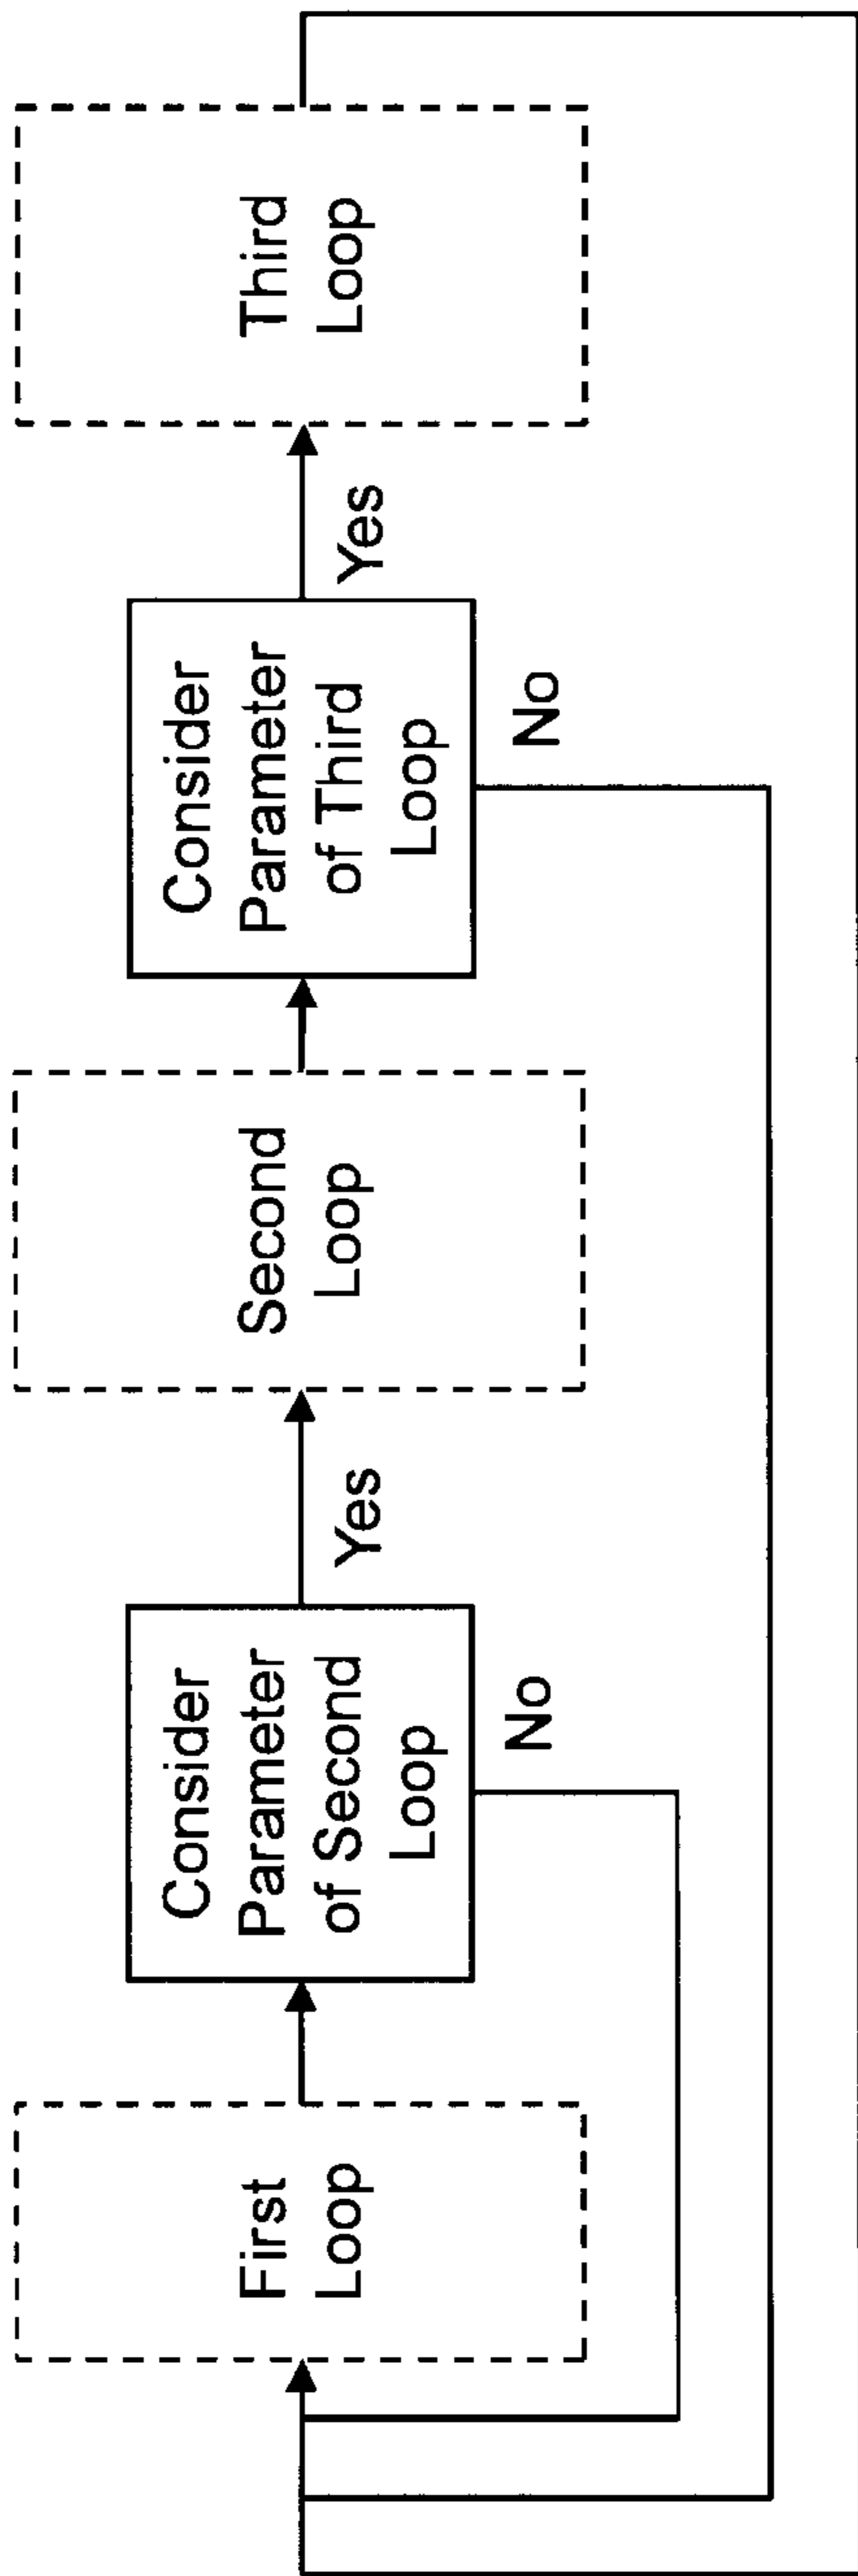 First
Loop
Consider
Parameter
of Second
Loop
No
Yes
Second
Loop
Consider
Parameter
of Third
Loop
No
Yes
Third
Loop